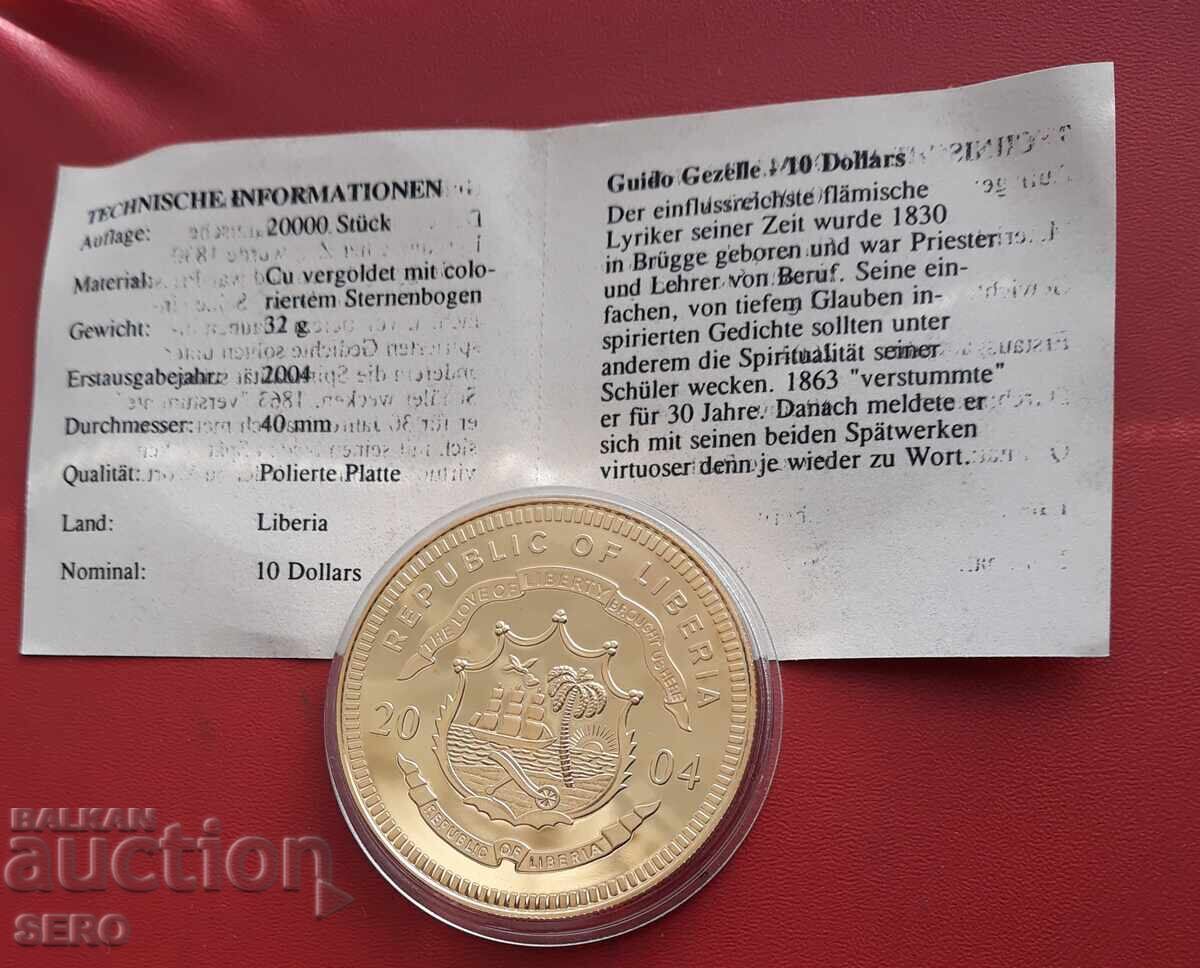 TECHNISCHE INFORMATIONEN
Auflage: 20000 Stück
Material: Cu vergoldet mit colo-
riertem Sternenbogen
Gewicht: 32 g
Erstausgabejahr: 2004
Durchmesser: 40 mm
Qualität: Polierte Platte
Land: Liberia
Nominal: 10 Dollars
Guido Gezelle - 10 Dollars
Der einflussreichste flämische
Lyriker seiner Zeit wurde 1830
in Brügge geboren und war Priester
und Lehrer von Beruf. Seine ein-
fachen, von tiefem Glauben in-
spirierten Gedichte sollten unter
anderem die Spiritualität seiner
Schüler wecken. 1863 "verstummte"
er für 30 Jahre. Danach meldete er
sich mit seinen beiden Spätwerken
virtuoser denn je wieder zu Wort.
REPUBLIC OF LIBERIA
THE LOVE OF LIBERTY BROUGHT US HERE
20 04
REPUBLIC OF LIBERIA
BALKAN
auction
SERO